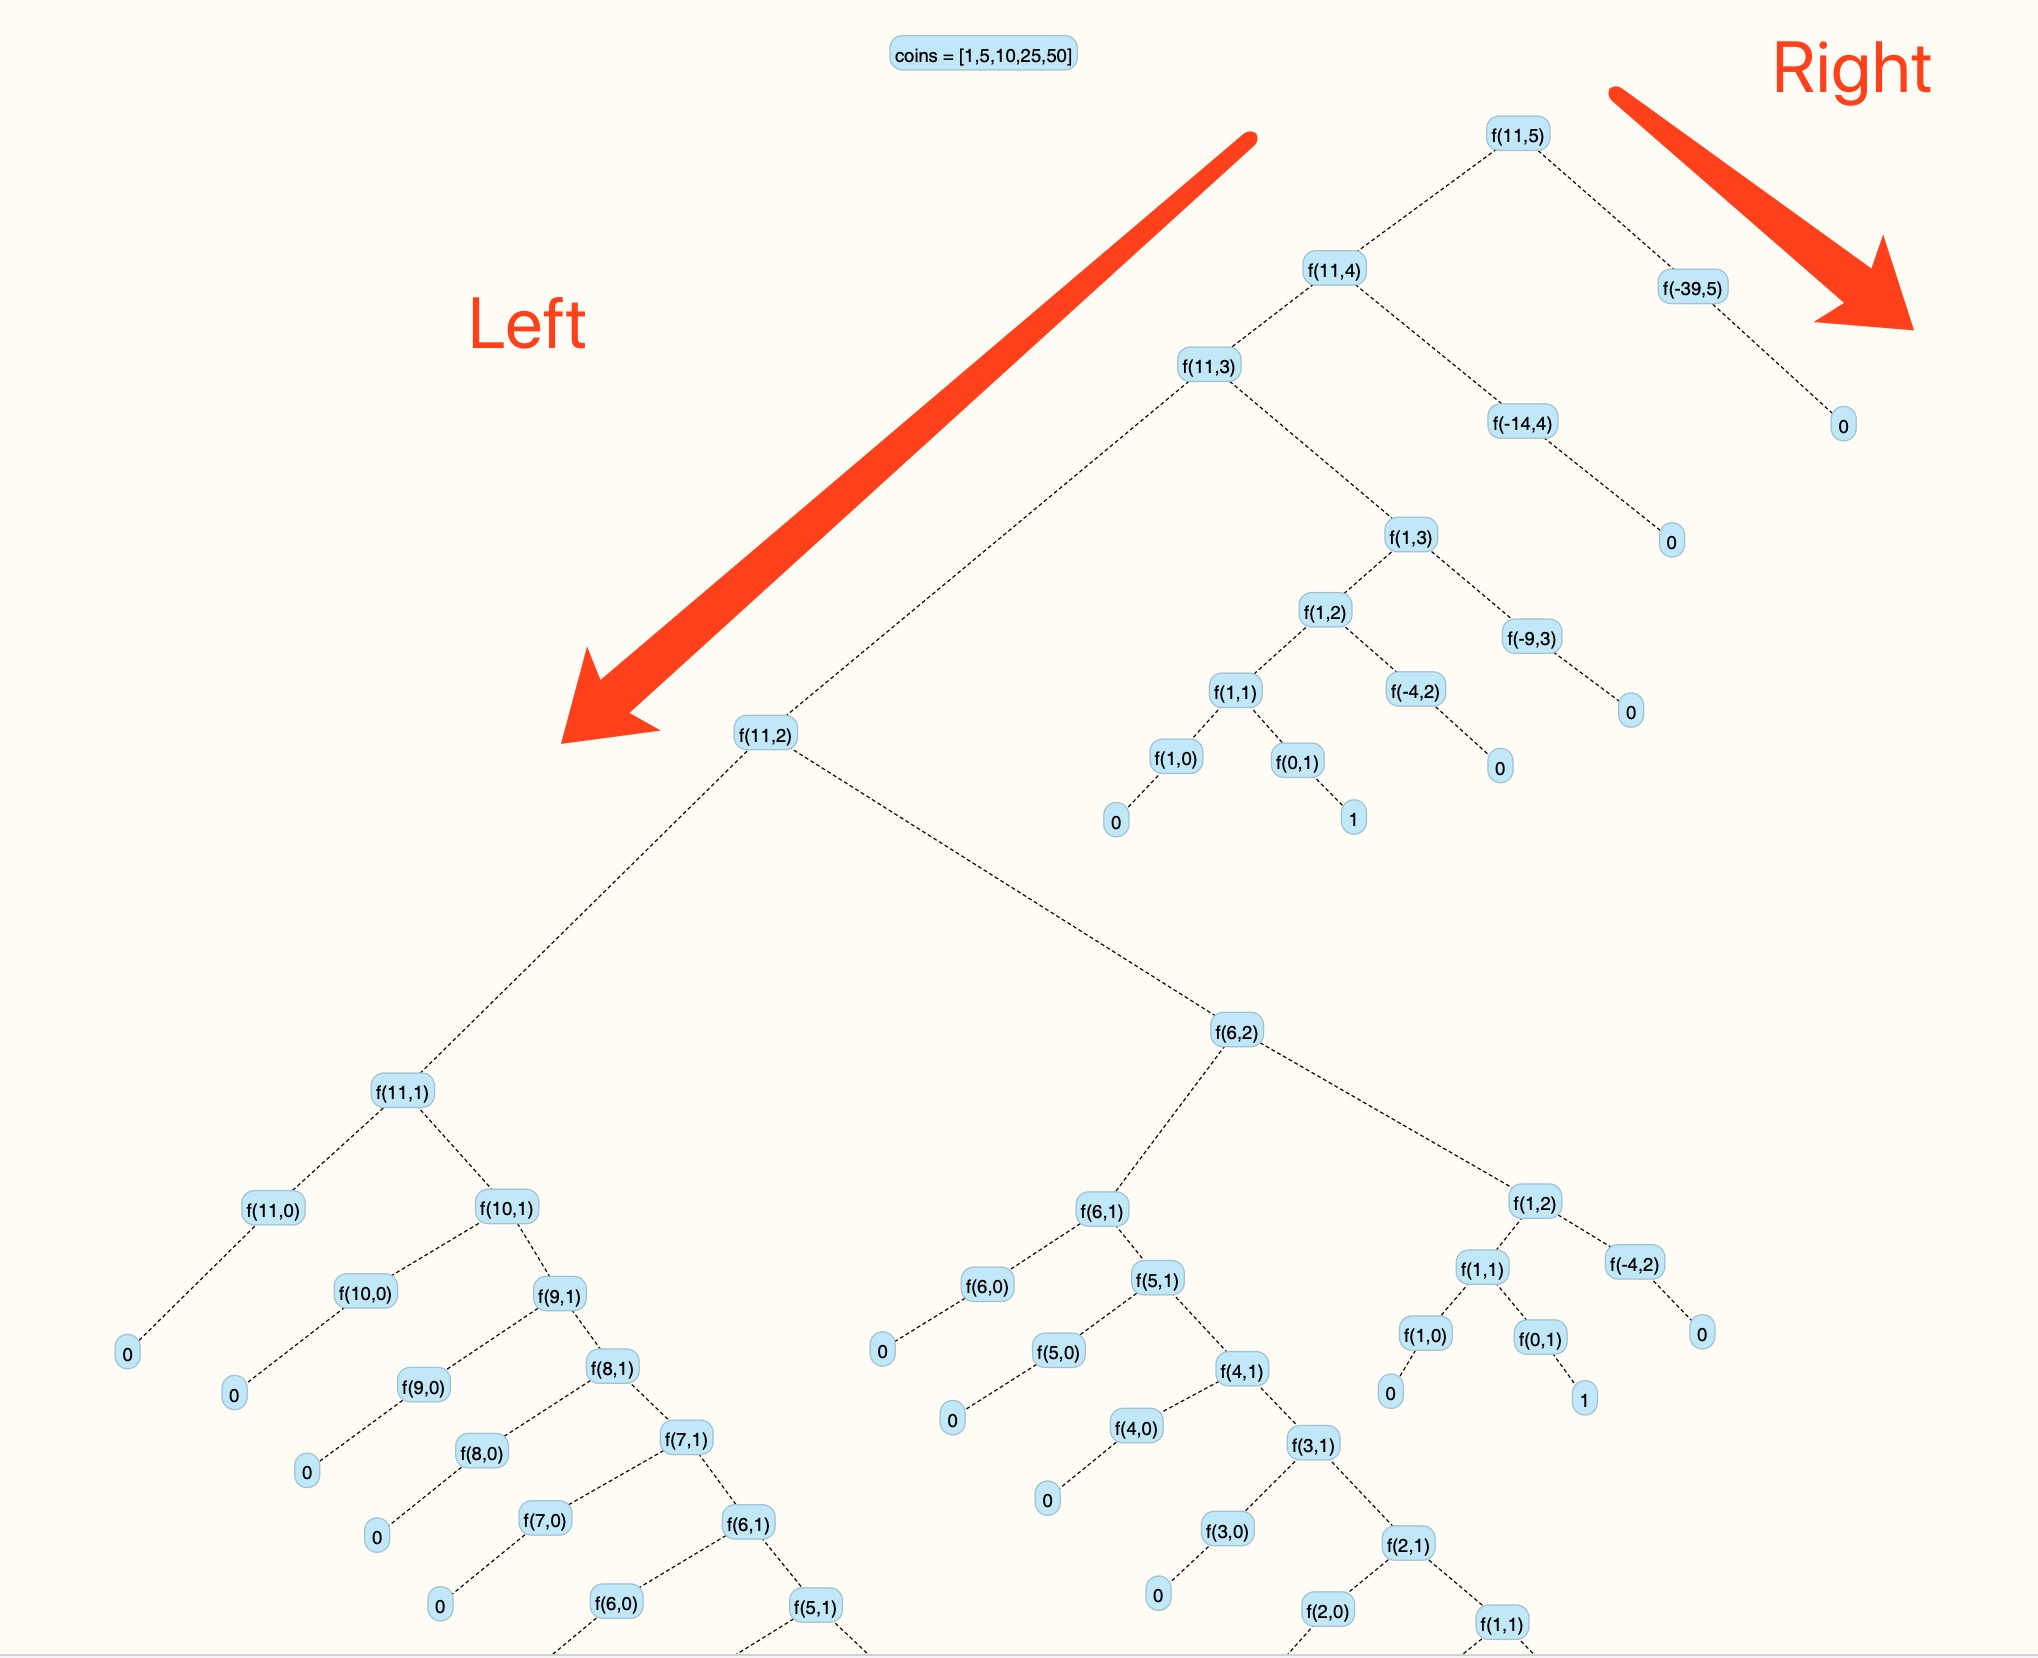 coins = [1,5,10,25,50]
Right
f(11,5)
f(11,4)
f(-39,5)
Left
f(11,3)
f(-14,4)
0
f(1,3)
0
f(1,2)
f(-9,3)
f(1,1)
f(-4,2)
0
f(11,2)
f(1,0)
f(0,1)
0
0
1
f(6,2)
f(11,1)
f(11,0)
f(10,1)
f(6,1)
f(1,2)
f(10,0)
f(9,1)
f(6,0)
f(5,1)
f(1,1)
f(-4,2)
0
f(8,1)
0
f(5,0)
f(1,0)
f(0,1)
0
0
f(9,0)
0
f(4,1)
0
1
0
f(8,0)
f(7,1)
f(4,0)
f(3,1)
0
f(7,0)
f(6,1)
0
f(3,0)
f(2,1)
0
f(6,0)
f(5,1)
0
f(2,0)
f(1,1)